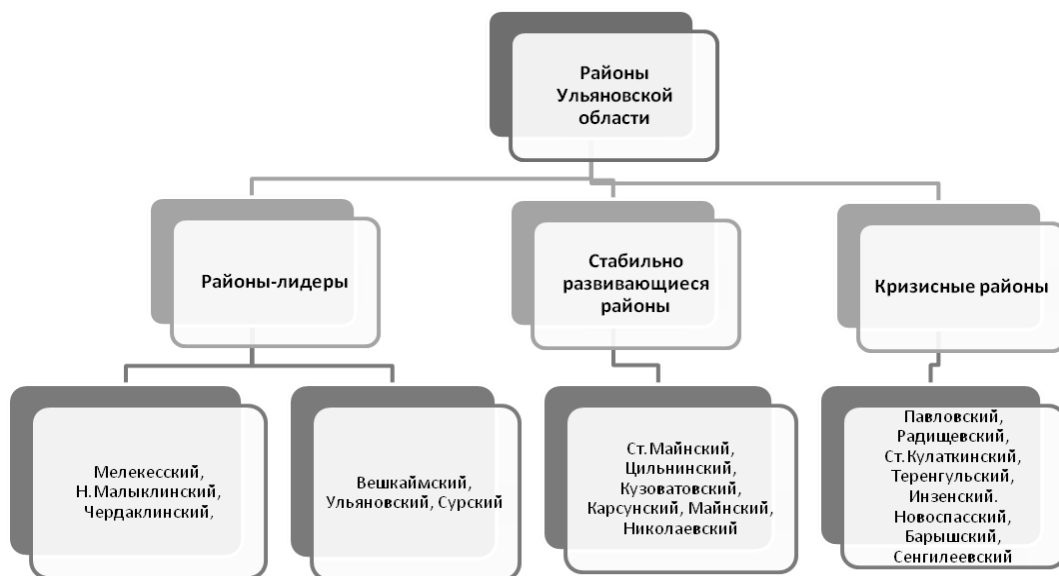 Районы
Ульяновской
области
Районы-лидеры
Стабильно
развивающиеся
районы
Кризисные районы
Мелекесский,
Н.Малыклинский,
Чердаклинский,
Вешкаймский,
Ульяновский, Сурский
Ст.Майнский,
Цильнинский,
Кузоватовский,
Карсунский, Майнский,
Николаевский
Павловский,
Радищевский,
Ст.Кулаткинский,
Теренгульский,
Инзенский.
Новоспасский,
Барышский,
Сенгилеевский